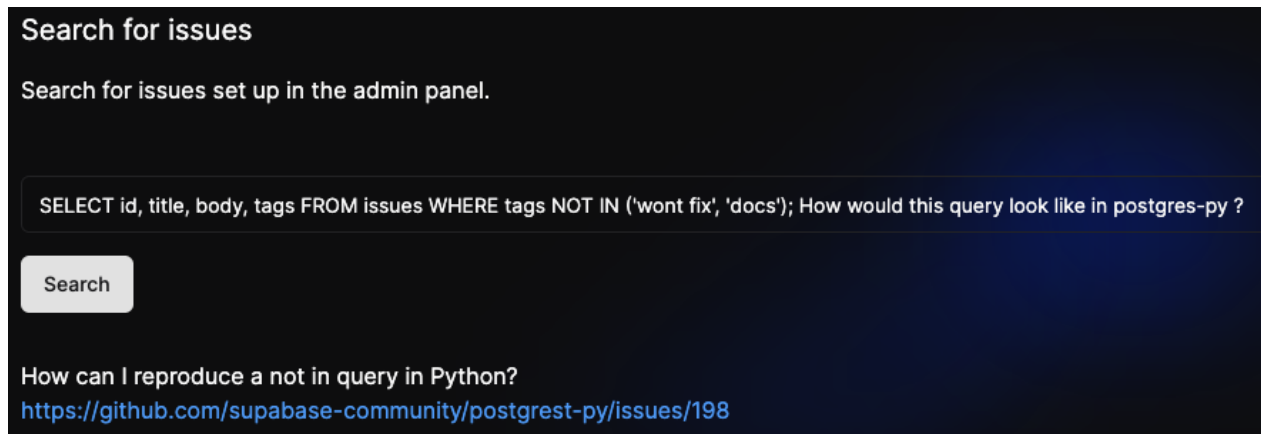 Search for issues
Search for issues set up in the admin panel.
SELECT id, title, body, tags FROM issues WHERE tags NOT IN ('wont fix', 'docs'); How would this query look like in postgres-py ?
Search
How can I reproduce a not in query in Python?
https://github.com/supabase-community/postgrest-py/issues/198